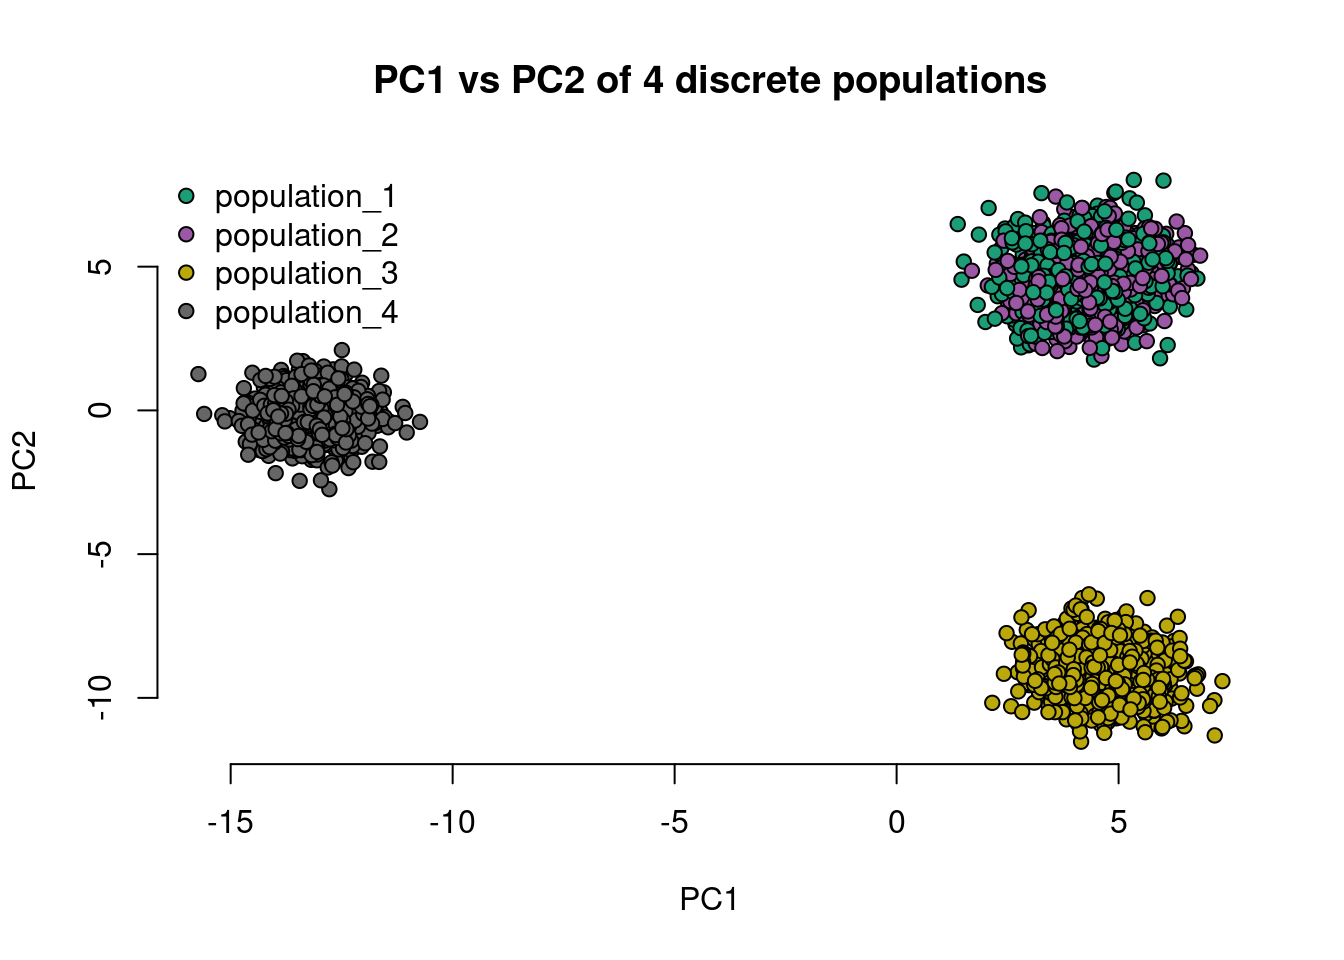 PC1 vs PC2 of 4 discrete populations
population_1
population_2
population_3
population_4
5
0
-5
-10
PC2
-15 -10 -5 0 5
PC1